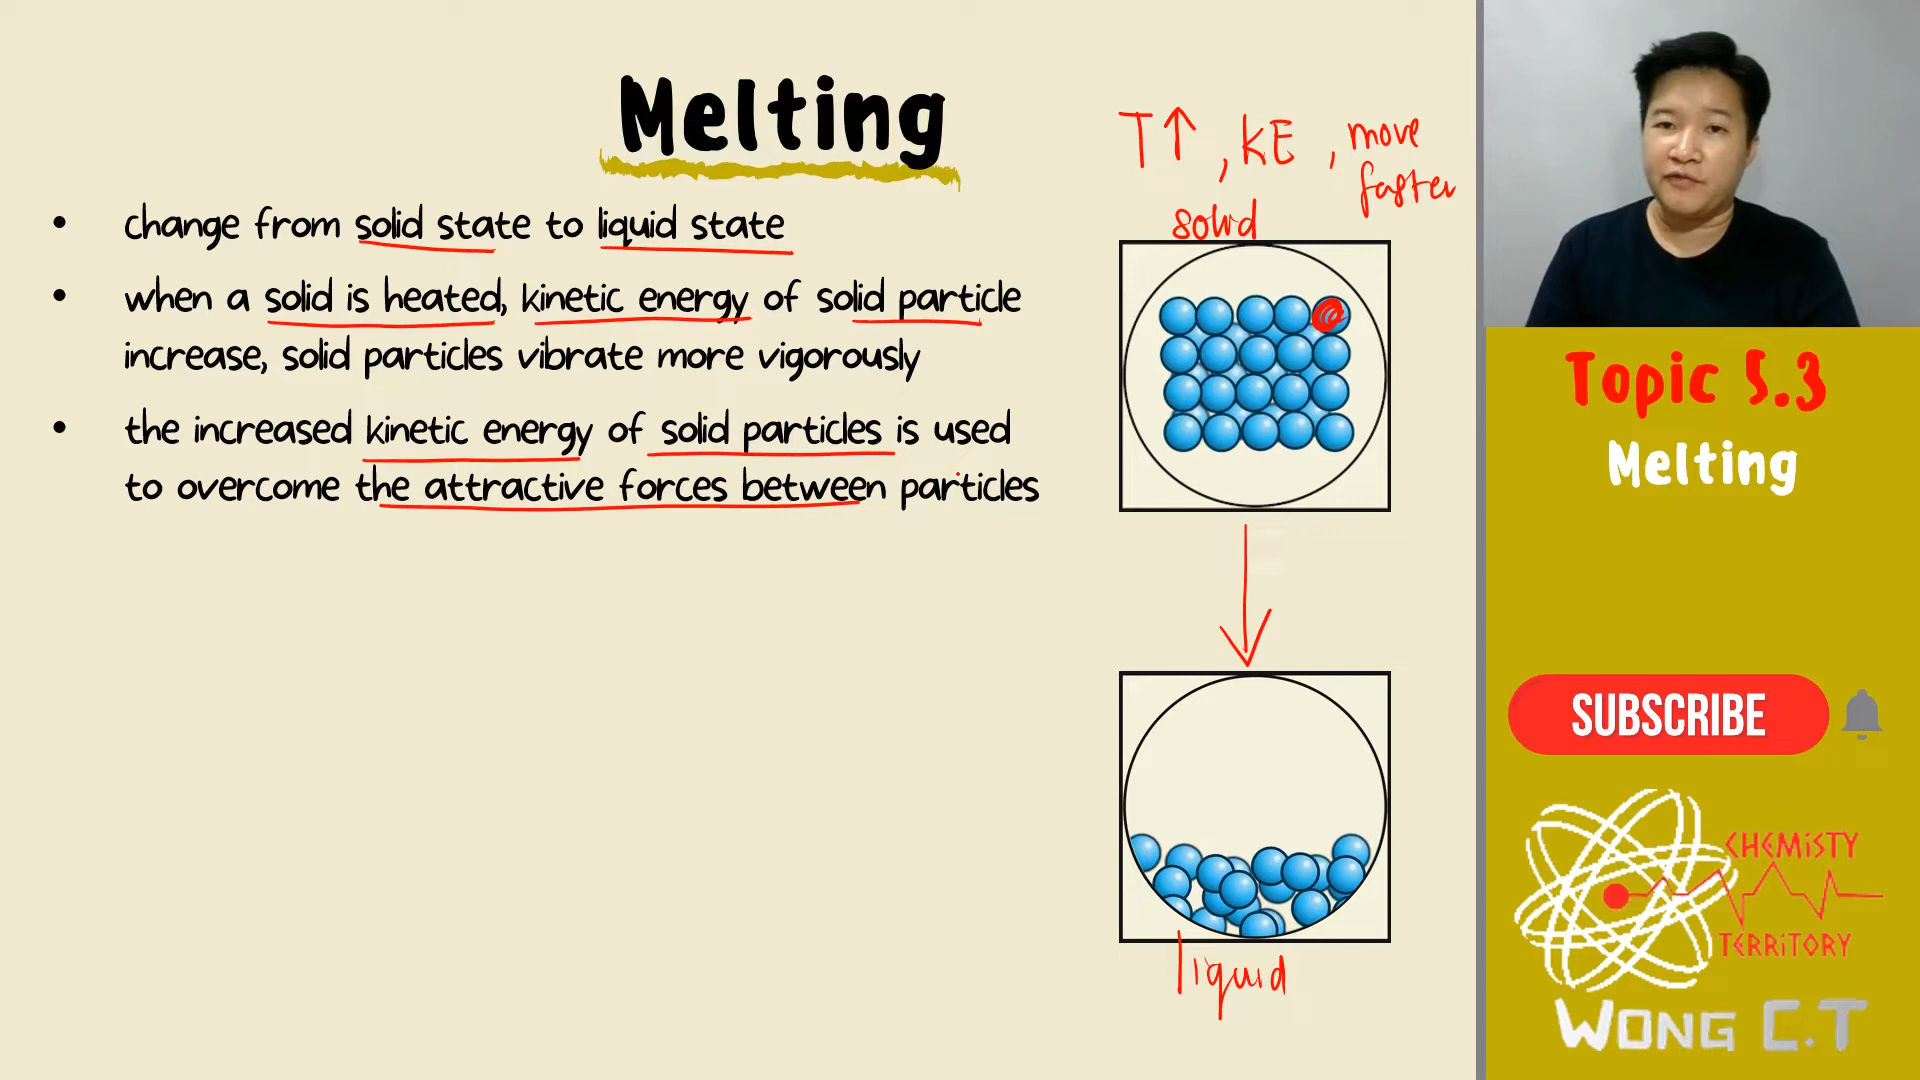 Melting
• change from solid state to liquid state
• when a solid is heated, kinetic energy of solid particle
increase, solid particles vibrate more vigorously
• the increased kinetic energy of solid particles is used
to overcome the attractive forces between particles
T↑, KE, move
faster
solid
liquid
Topic 5.3
Melting
SUBSCRIBE
CHEMiSTY
TERRiTORY
WONG C.T